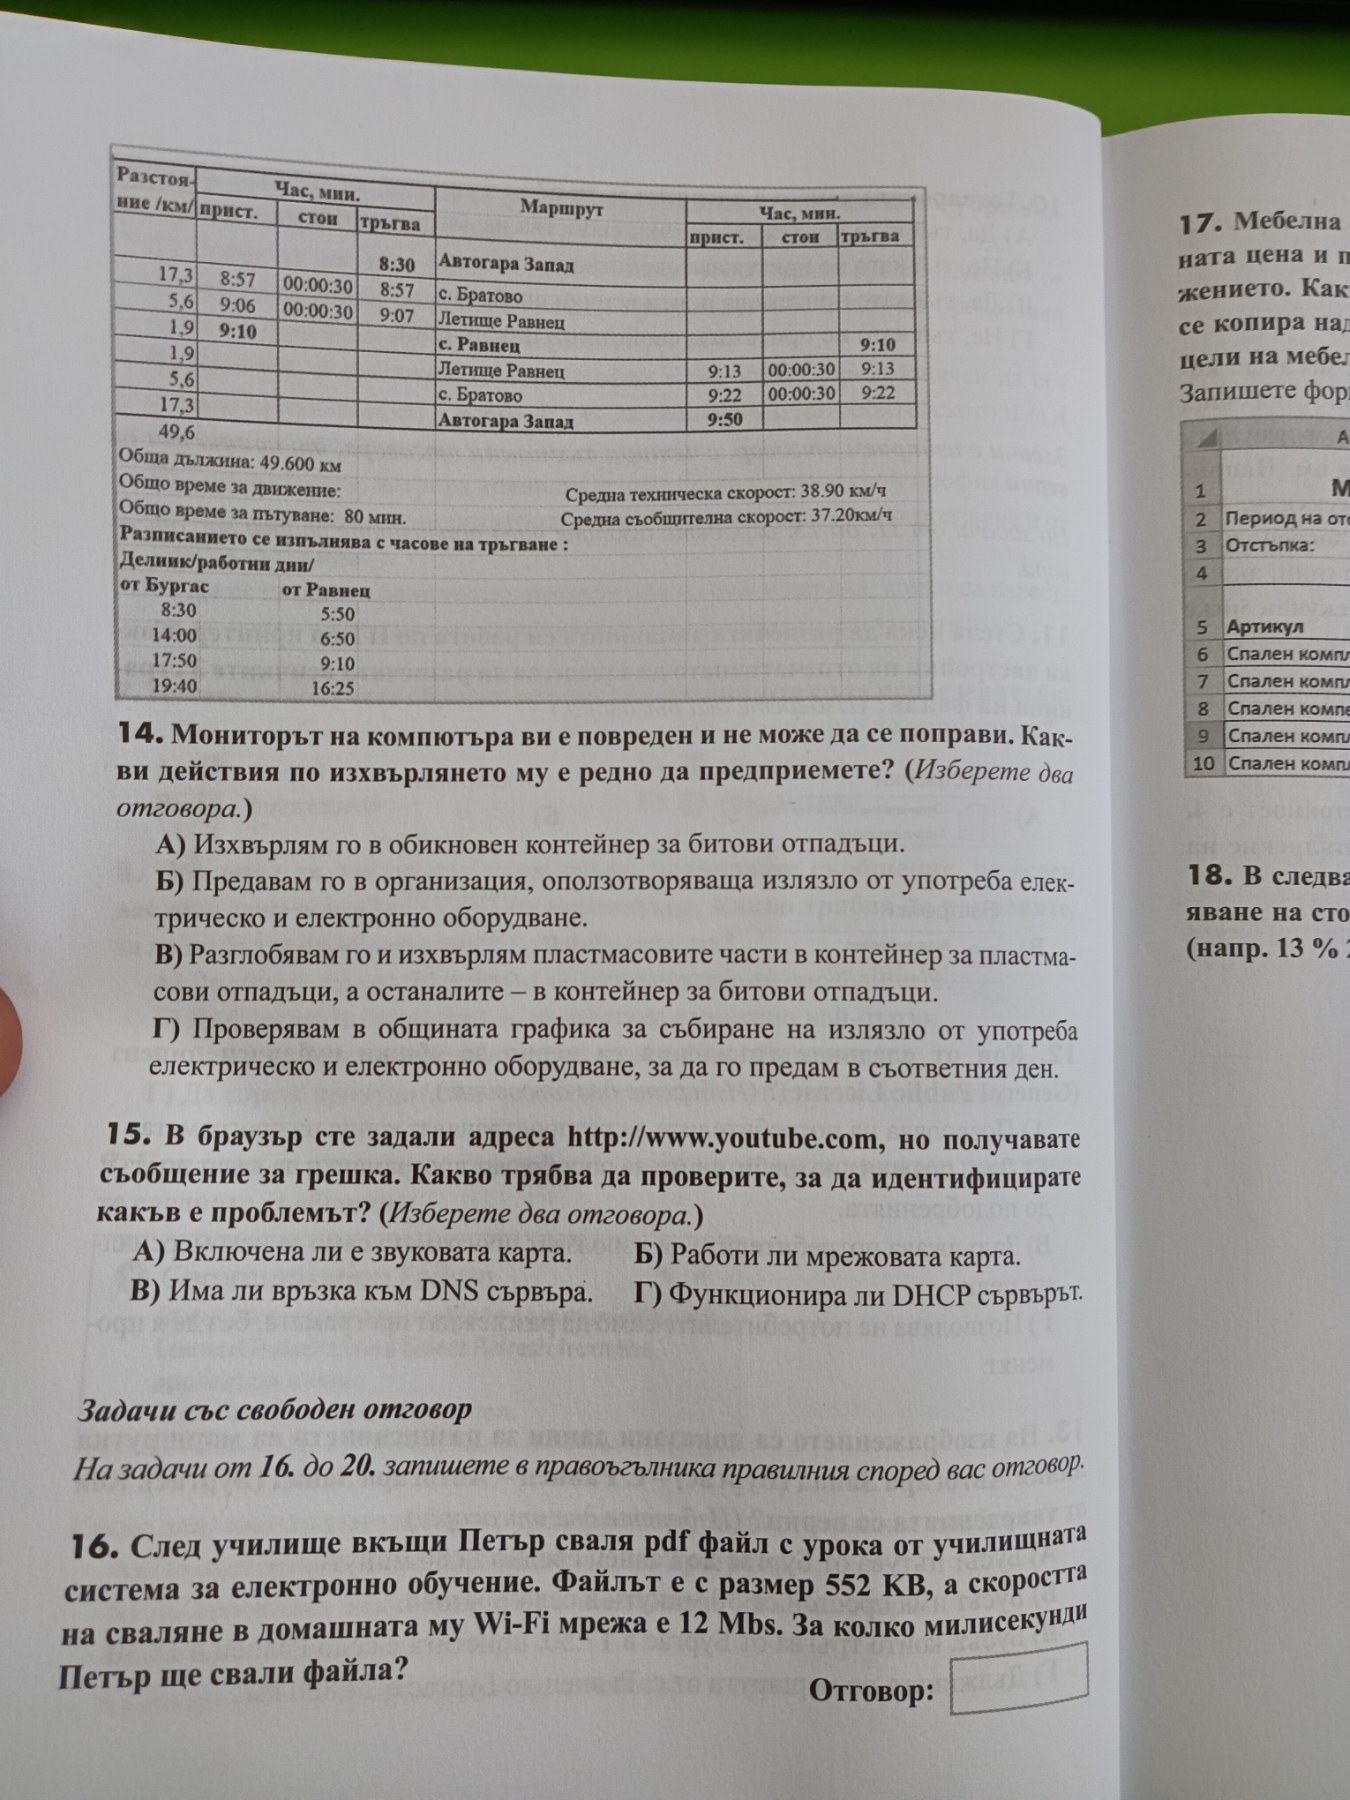 Разстоя- Час, мин. Маршрут Час, мин.
ние /км/ прист. стои тръгва прист. стои тръгва
8:30 Автогара Запад
17,3 8:57 00:00:30 8:57 с. Братово
5,6 9:06 00:00:30 9:07 Летище Равнец
1,9 9:10 с. Равнец 9:10
1,9 Летище Равнец 9:13 00:00:30 9:13
5,6 с. Братово 9:22 00:00:30 9:22
17,3 Автогара Запад 9:50
49,6
Обща дължина: 49.600 км
Общо време за движение: Средна техническа скорост: 38.90 км/ч
Общо време за пътуване: 80 мин. Средна съобщителна скорост: 37.20км/ч
Разписанието се изпълнява с часове на тръгване :
Делник/работни дни/
от Бургас от Равнец
8:30 5:50
14:00 6:50
17:50 9:10
19:40 16:25
14. Мониторът на компютъра ви е повреден и не може да се поправи. Как-
ви действия по изхвърлянето му е редно да предприемете? (Изберете два
отговора.)
А) Изхвърлям го в обикновен контейнер за битови отпадъци.
Б) Предавам го в организация, оползотворяваща излязло от употреба елек-
трическо и електронно оборудване.
В) Разглобявам го и изхвърлям пластмасовите части в контейнер за пластма-
сови отпадъци, а останалите – в контейнер за битови отпадъци.
Г) Проверявам в общината графика за събиране на излязло от употреба
електрическо и електронно оборудване, за да го предам в съответния ден.
15. В браузър сте задали адреса http://www.youtube.com, но получавате
съобщение за грешка. Какво трябва да проверите, за да идентифицирате
какъв е проблемът? (Изберете два отговора.)
А) Включена ли е звуковата карта. Б) Работи ли мрежовата карта.
В) Има ли връзка към DNS сървъра. Г) Функционира ли DHCP сървърът.
Задачи със свободен отговор
На задачи от 16. до 20. запишете в правоъгълника правилния според вас отговор.
16. След училище вкъщи Петър сваля pdf файл с урока от училищната
система за електронно обучение. Файлът е с размер 552 KB, а скоростта
на сваляне в домашната му Wi-Fi мрежа е 12 Mbs. За колко милисекунди
Петър ще свали файла?
Отговор:
17. Мебелна
ната цена и п
жението. Как
се копира над
цели на мебел
Запишете фор
A
1 М
2 Период на от
3 Отстъпка:
4
5 Артикул
6 Спален компл
7 Спален компл
8 Спален компл
9 Спален компл
10 Спален компл
18. В следва
яване на сто
(напр. 13 %